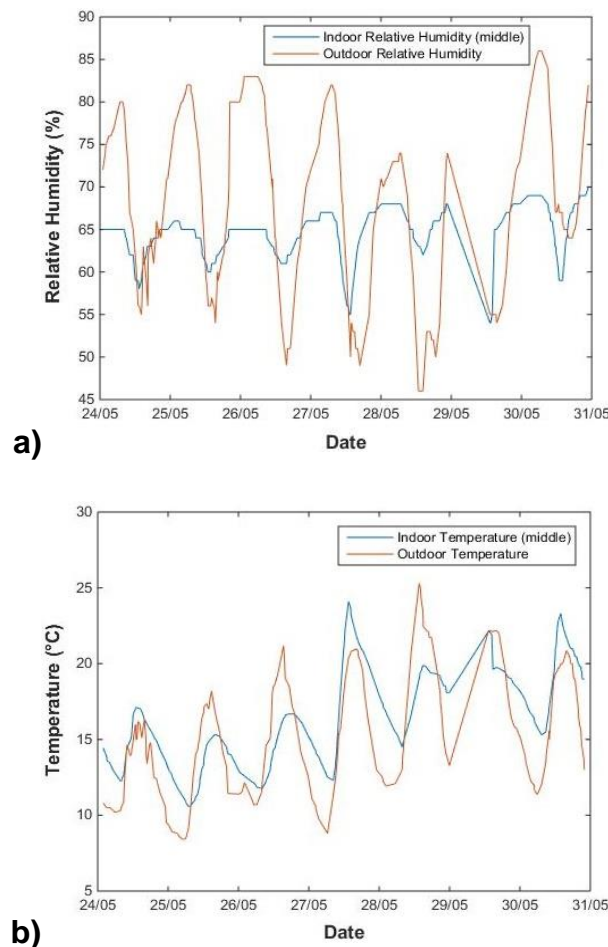 90
85
80
75
70
65
60
55
50
45
Relative Humidity (%)
Indoor Relative Humidity (middle)
Outdoor Relative Humidity
24/05 25/05 26/05 27/05 28/05 29/05 30/05 31/05
Date
a)
30
25
20
15
10
5
Temperature (°C)
Indoor Temperature (middle)
Outdoor Temperature
24/05 25/05 26/05 27/05 28/05 29/05 30/05 31/05
Date
b)